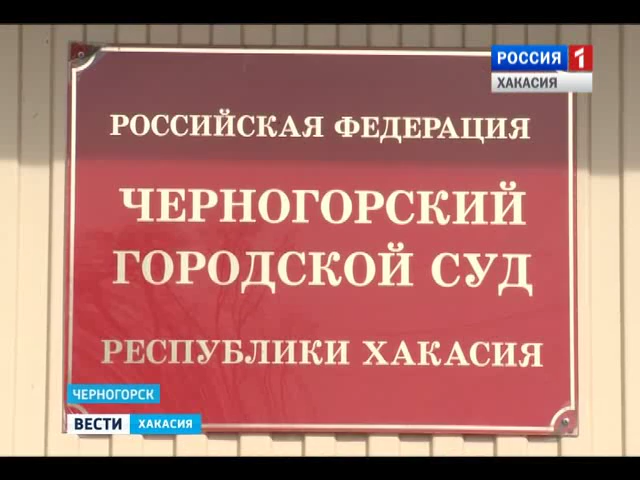 РОССИЯ 1
ХАКАСИЯ
РОССИЙСКАЯ ФЕДЕРАЦИЯ
ЧЕРНОГОРСКИЙ
ГОРОДСКОЙ СУД
РЕСПУБЛИКИ ХАКАСИЯ
ЧЕРНОГОРСК
ВЕСТИ ХАКАСИЯ